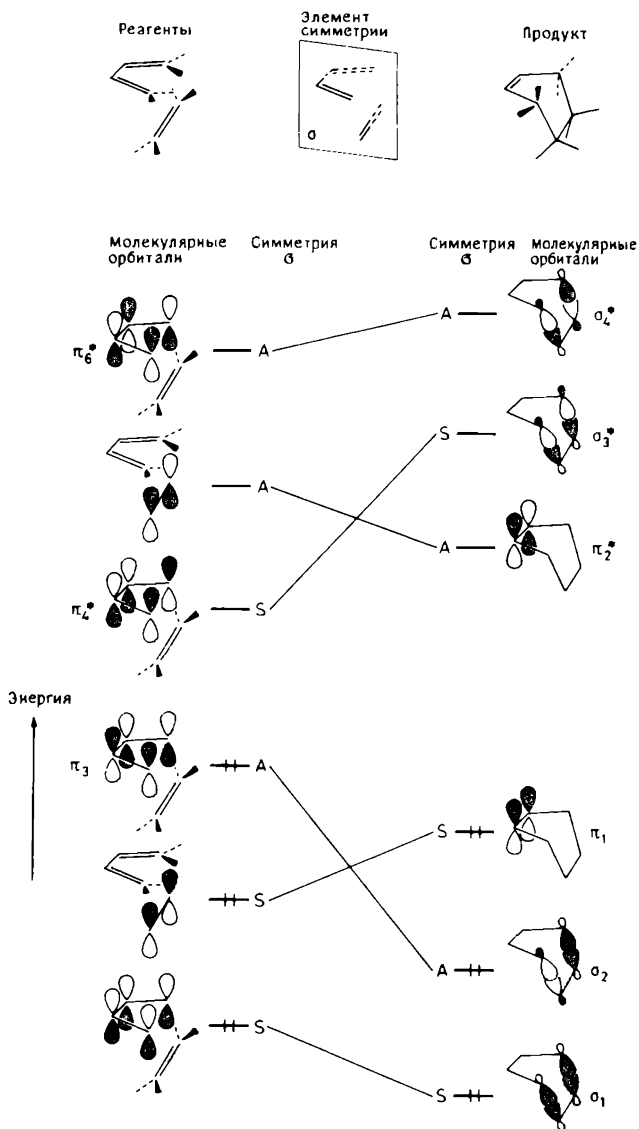 Реагенты
Элемент
симметрии
Продукт
σ
Молекулярные
орбитали
Симметрия
σ
Симметрия
σ
Молекулярные
орбитали
π₆* A
A σ₄*
A
S σ₃*
π₄* S
A π₂*
Энергия
π₃ A
S π₁
S
A σ₂
S
S σ₁